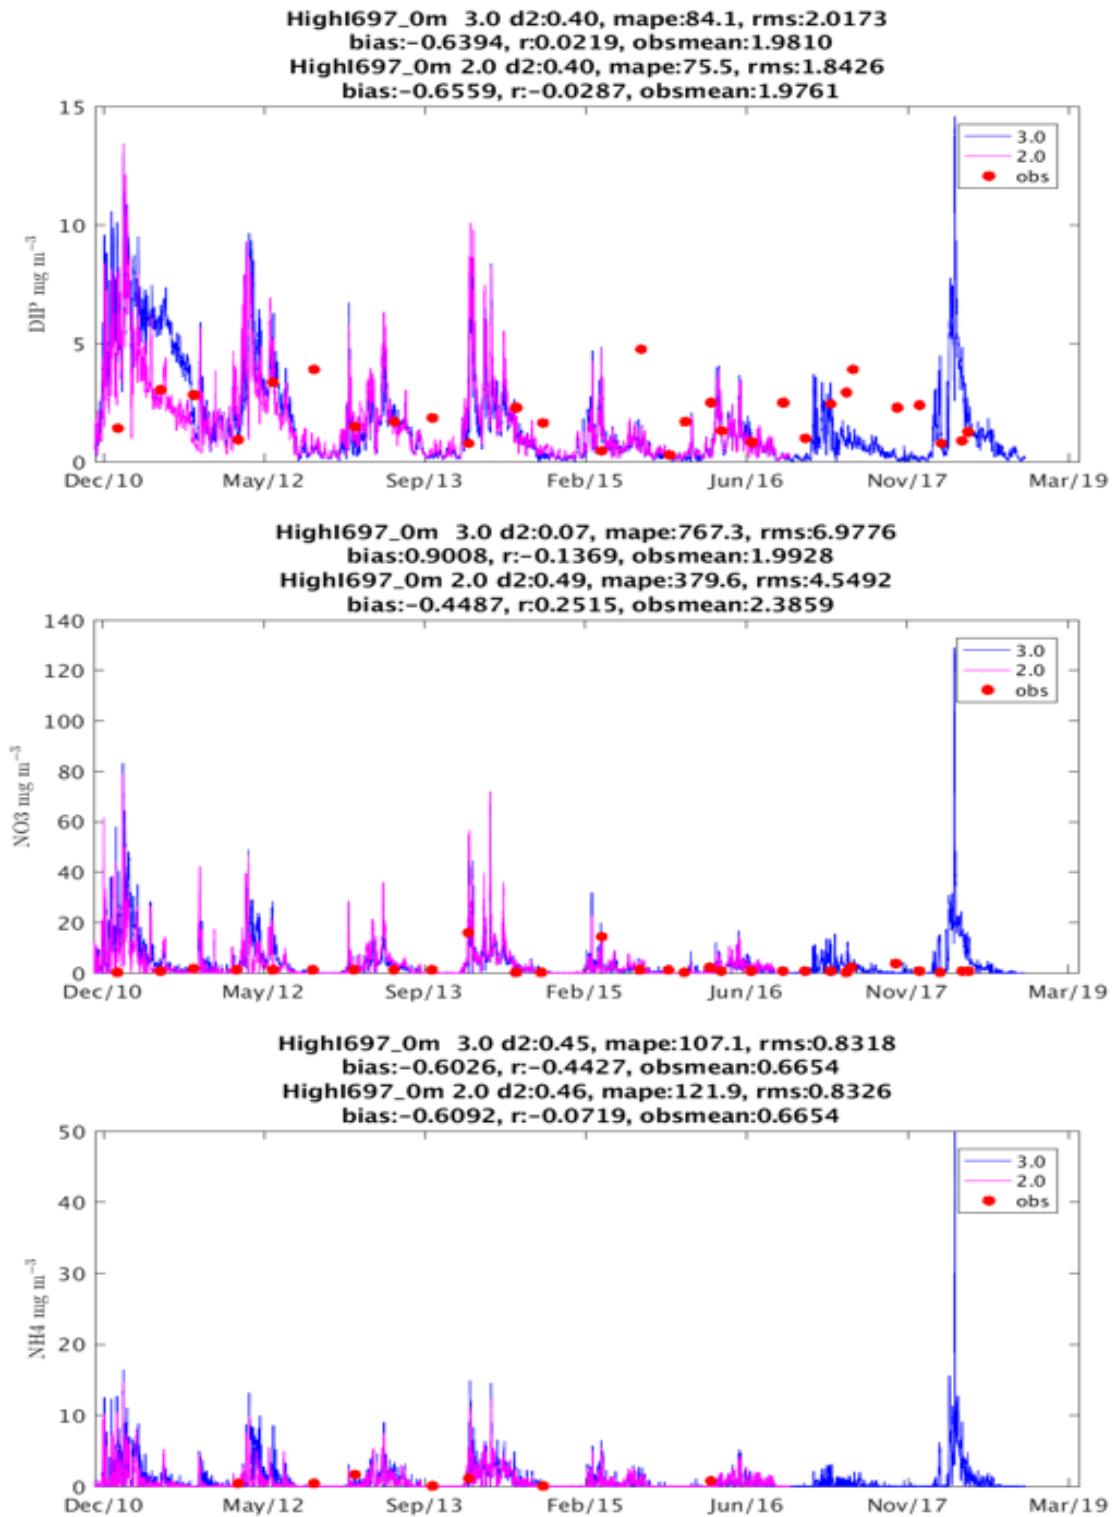 HighI697_0m  3.0 d2:0.40, mape:84.1, rms:2.0173
bias:-0.6394, r:0.0219, obsmean:1.9810
HighI697_0m 2.0 d2:0.40, mape:75.5, rms:1.8426
bias:-0.6559, r:-0.0287, obsmean:1.9761
15
10
5
0
DIP mg m⁻³
3.0
2.0
obs
Dec/10 May/12 Sep/13 Feb/15 Jun/16 Nov/17 Mar/19
HighI697_0m  3.0 d2:0.07, mape:767.3, rms:6.9776
bias:0.9008, r:-0.1369, obsmean:1.9928
HighI697_0m 2.0 d2:0.49, mape:379.6, rms:4.5492
bias:-0.4487, r:0.2515, obsmean:2.3859
140
120
100
80
60
40
20
0
NO3 mg m⁻³
3.0
2.0
obs
Dec/10 May/12 Sep/13 Feb/15 Jun/16 Nov/17 Mar/19
HighI697_0m  3.0 d2:0.45, mape:107.1, rms:0.8318
bias:-0.6026, r:-0.4427, obsmean:0.6654
HighI697_0m 2.0 d2:0.46, mape:121.9, rms:0.8326
bias:-0.6092, r:-0.0719, obsmean:0.6654
50
40
30
20
10
0
NH4 mg m⁻³
3.0
2.0
obs
Dec/10 May/12 Sep/13 Feb/15 Jun/16 Nov/17 Mar/19